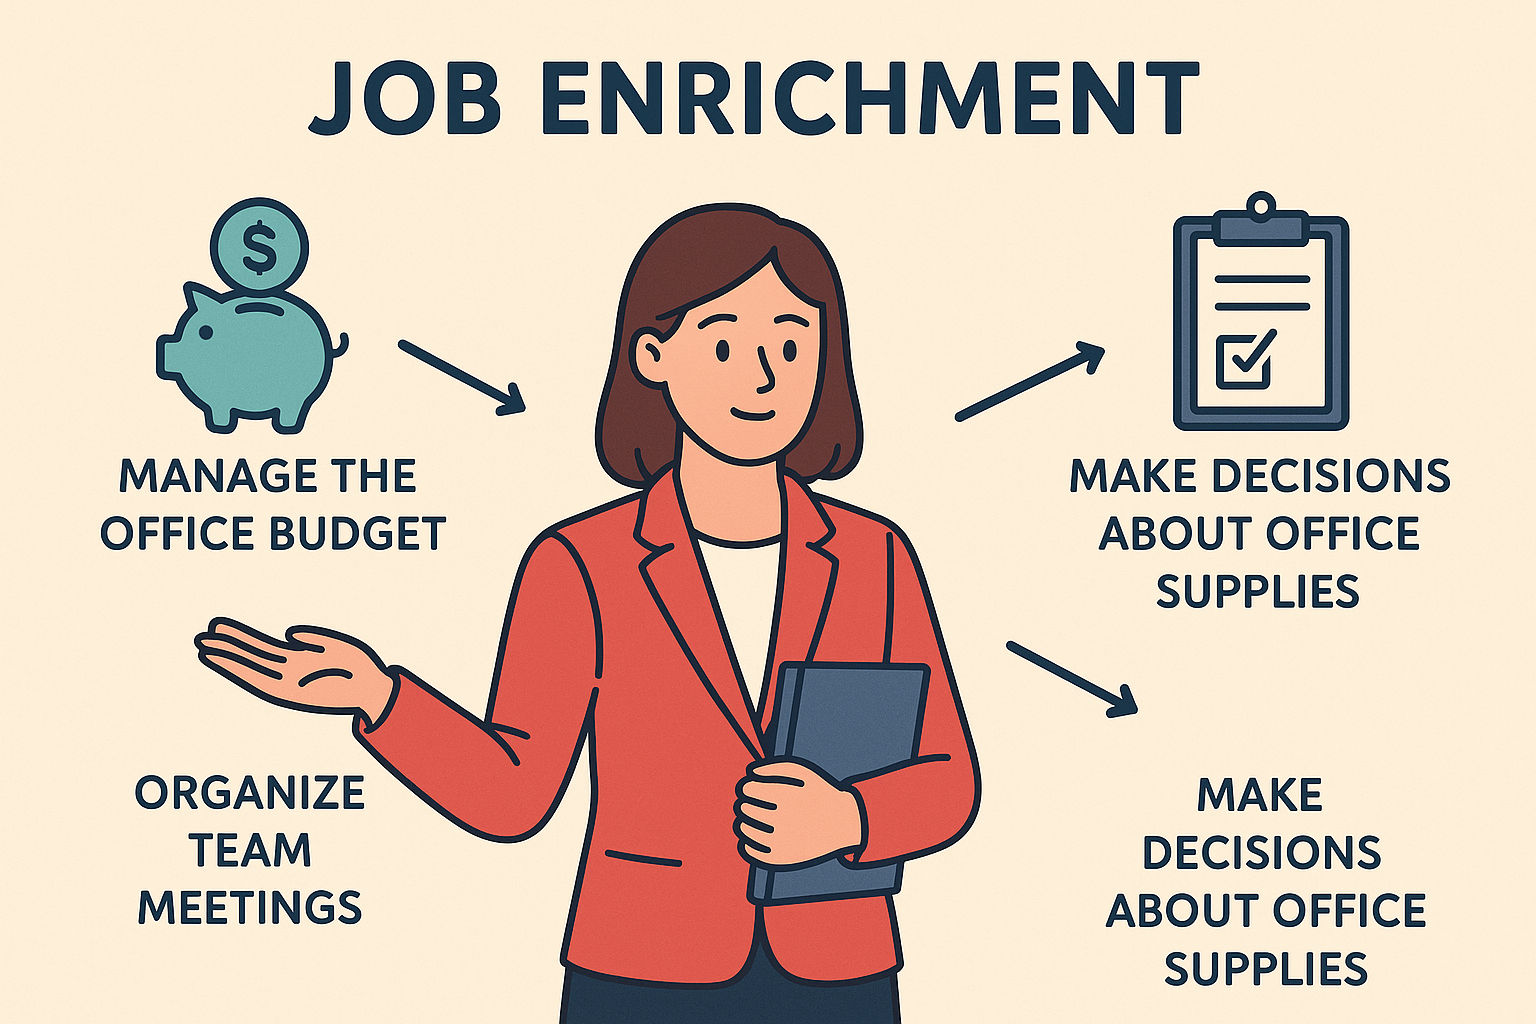 JOB ENRICHMENT
$
MANAGE THE
OFFICE BUDGET
MAKE DECISIONS
ABOUT OFFICE
SUPPLIES
ORGANIZE
TEAM
MEETINGS
MAKE
DECISIONS
ABOUT OFFICE
SUPPLIES